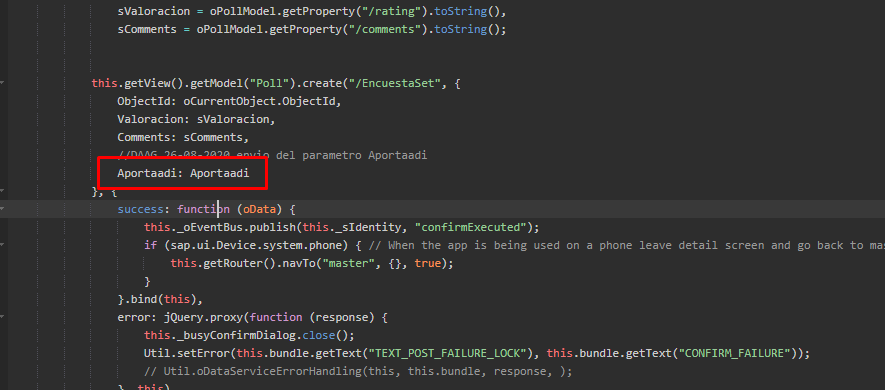 sValoracion = oPollModel.getProperty("/rating").toString(),
sComments = oPollModel.getProperty("/comments").toString();
this.getView().getModel("Poll").create("/EncuestaSet", {
ObjectId: oCurrentObject.ObjectId,
Valoracion: sValoracion,
Comments: sComments,
//DAVG 26-08-2020 envio del parametro Aportaadi
Aportaadi: Aportaadi
}, {
success: function (oData) {
this._oEventBus.publish(this._sIdentity, "confirmExecuted");
if (sap.ui.Device.system.phone) { // When the app is being used on a phone leave detail screen and go back to ma
this.getRouter().navTo("master", {}, true);
}
}.bind(this),
error: jQuery.proxy(function (response) {
this._busyConfirmDialog.close();
Util.setError(this.bundle.getText("TEXT_POST_FAILURE_LOCK"), this.bundle.getText("CONFIRM_FAILURE"));
// Util.oDataServiceErrorHandling(this, this.bundle, response, );
}, this)